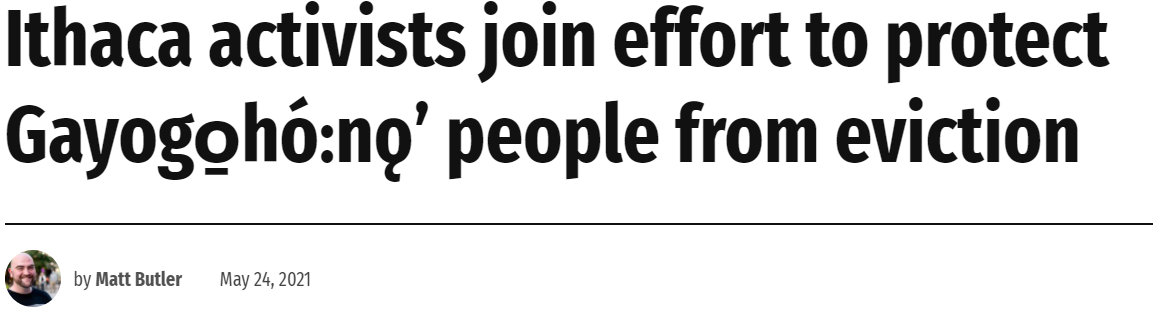 Ithaca activists join effort to protect
Gayogo̱hó:nǫ’ people from eviction
by Matt Butler May 24, 2021